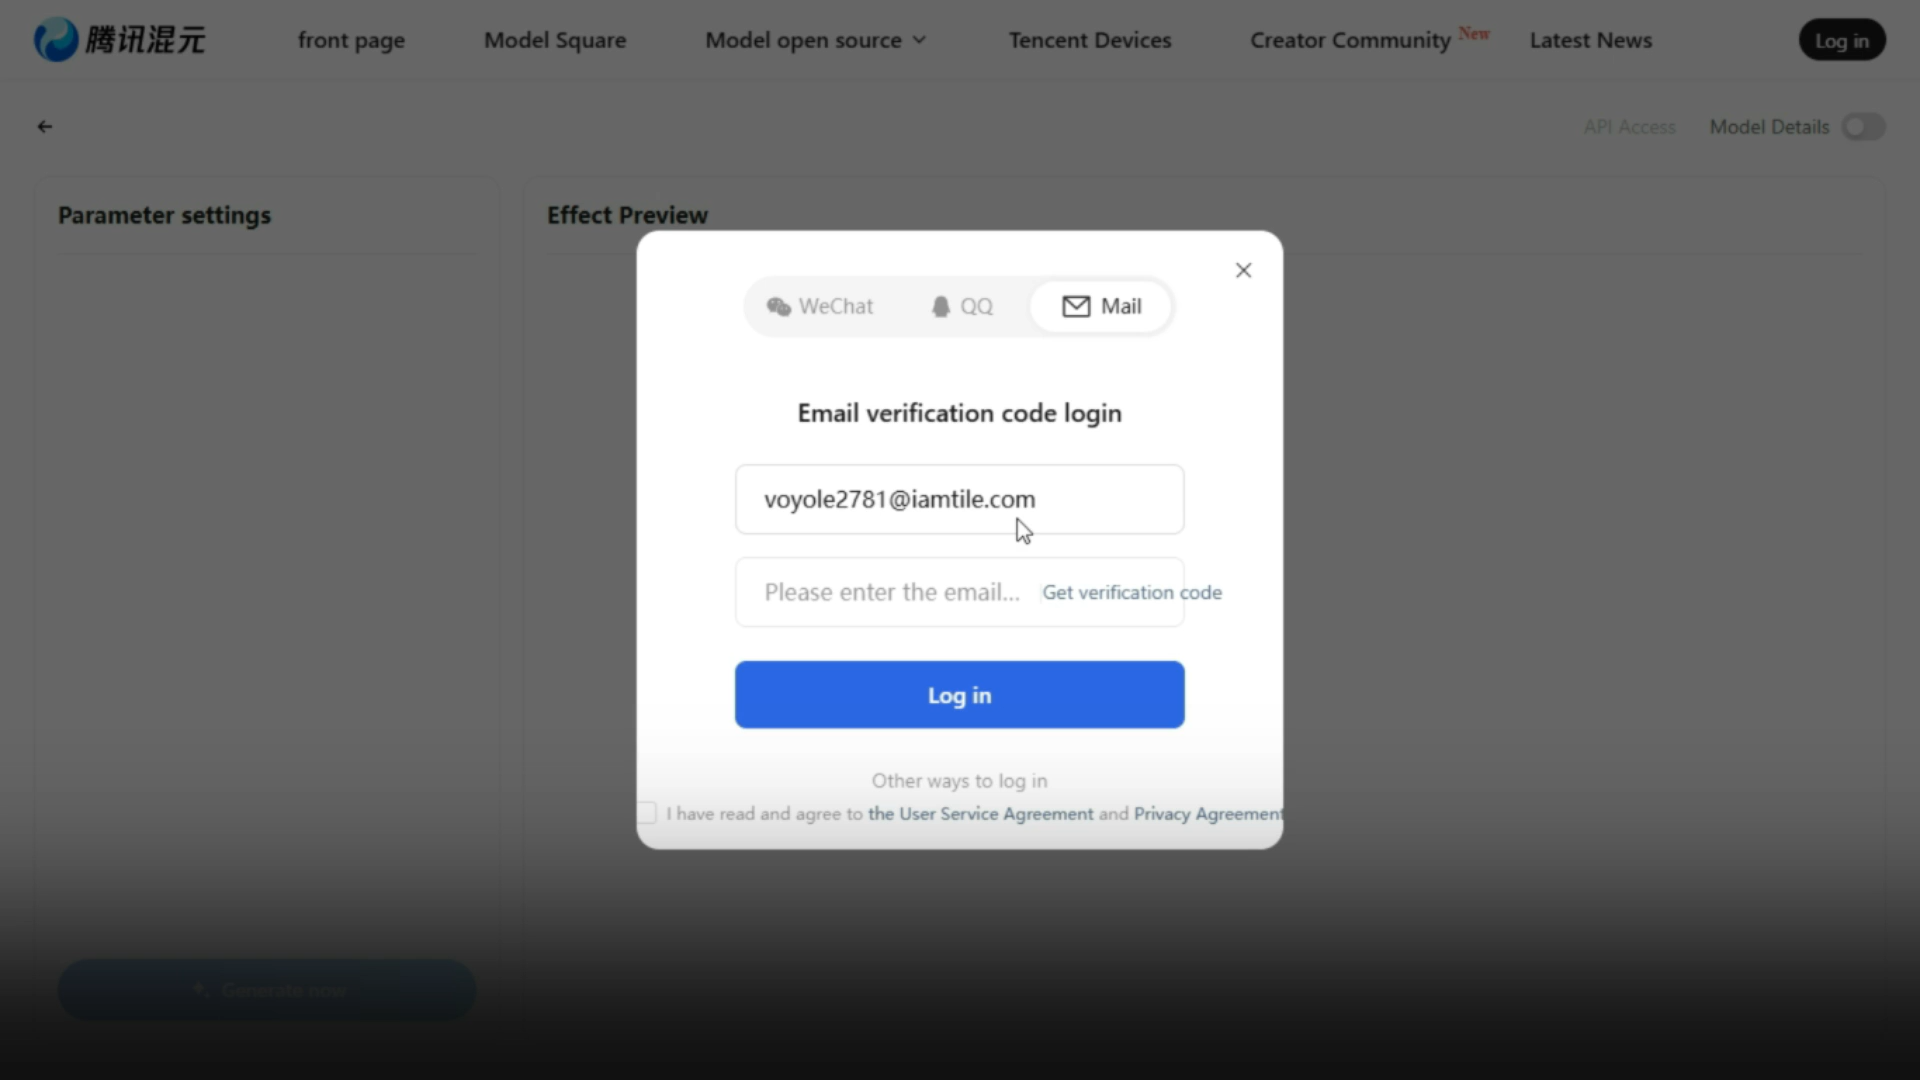 腾讯混元
front page
Model Square
Model open source
Tencent Devices
Creator Community New
Latest News
Log in
API Access
Model Details
Parameter settings
Effect Preview
WeChat
QQ
Mail
Email verification code login
voyole2781@iamtile.com
Please enter the email...
Get verification code
Log in
Other ways to log in
I have read and agree to the User Service Agreement and Privacy Agreement
Generate now